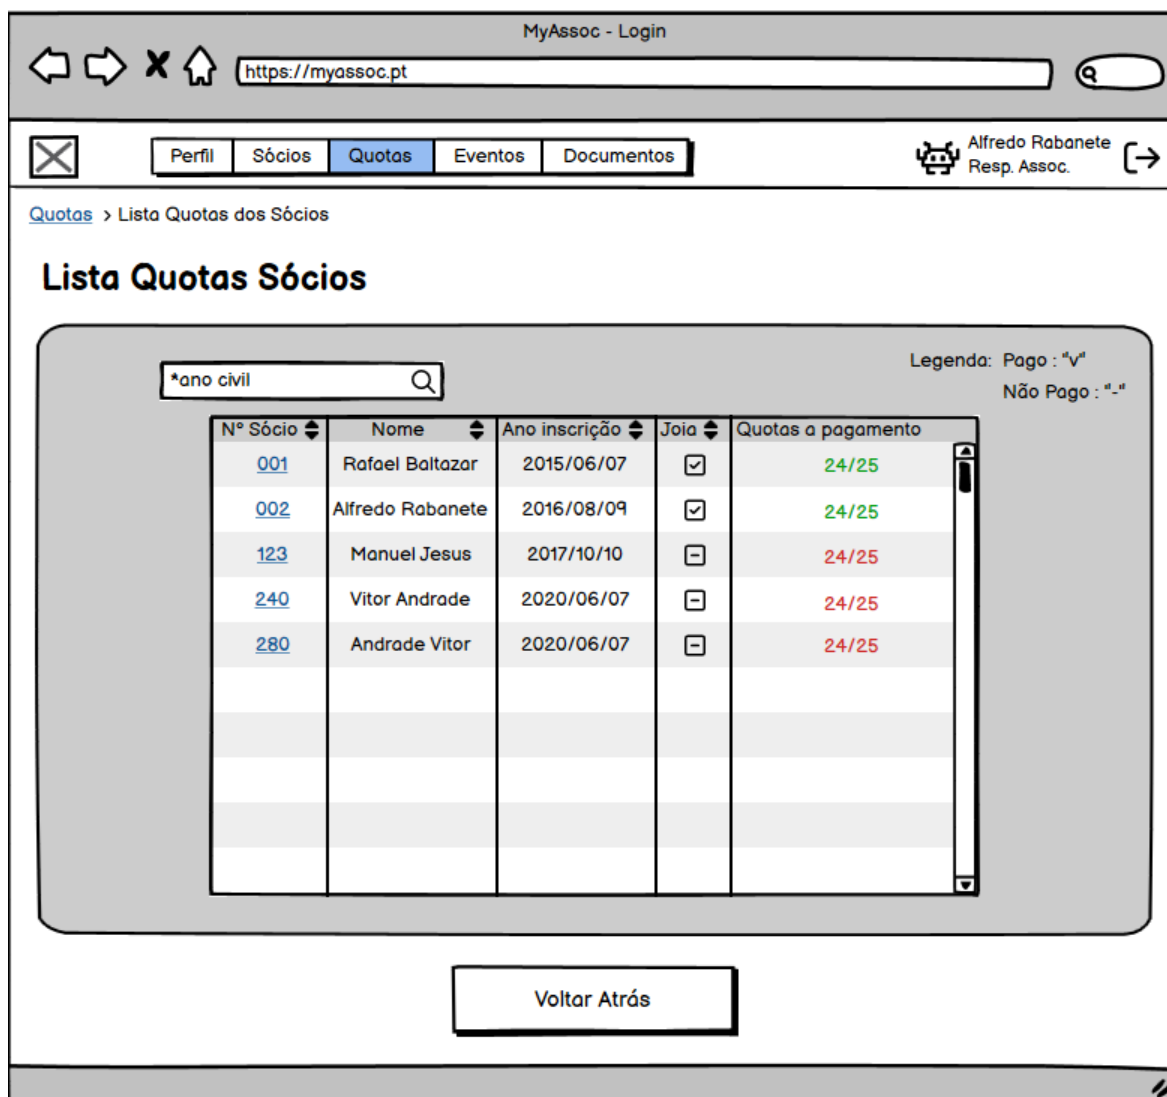 MyAssoc - Login
https://myassoc.pt
Perfil Sócios Quotas Eventos Documentos
Alfredo Rabanete
Resp. Assoc.
Quotas > Lista Quotas dos Sócios
Lista Quotas Sócios
Legenda: Pago : "v"
Não Pago : "-"
*ano civil
Nº Sócio Nome Ano inscrição Joia Quotas a pagamento
001 Rafael Baltazar 2015/06/07 24/25
002 Alfredo Rabanete 2016/08/09 24/25
123 Manuel Jesus 2017/10/10 24/25
240 Vitor Andrade 2020/06/07 24/25
280 Andrade Vitor 2020/06/07 24/25
Voltar Atrás